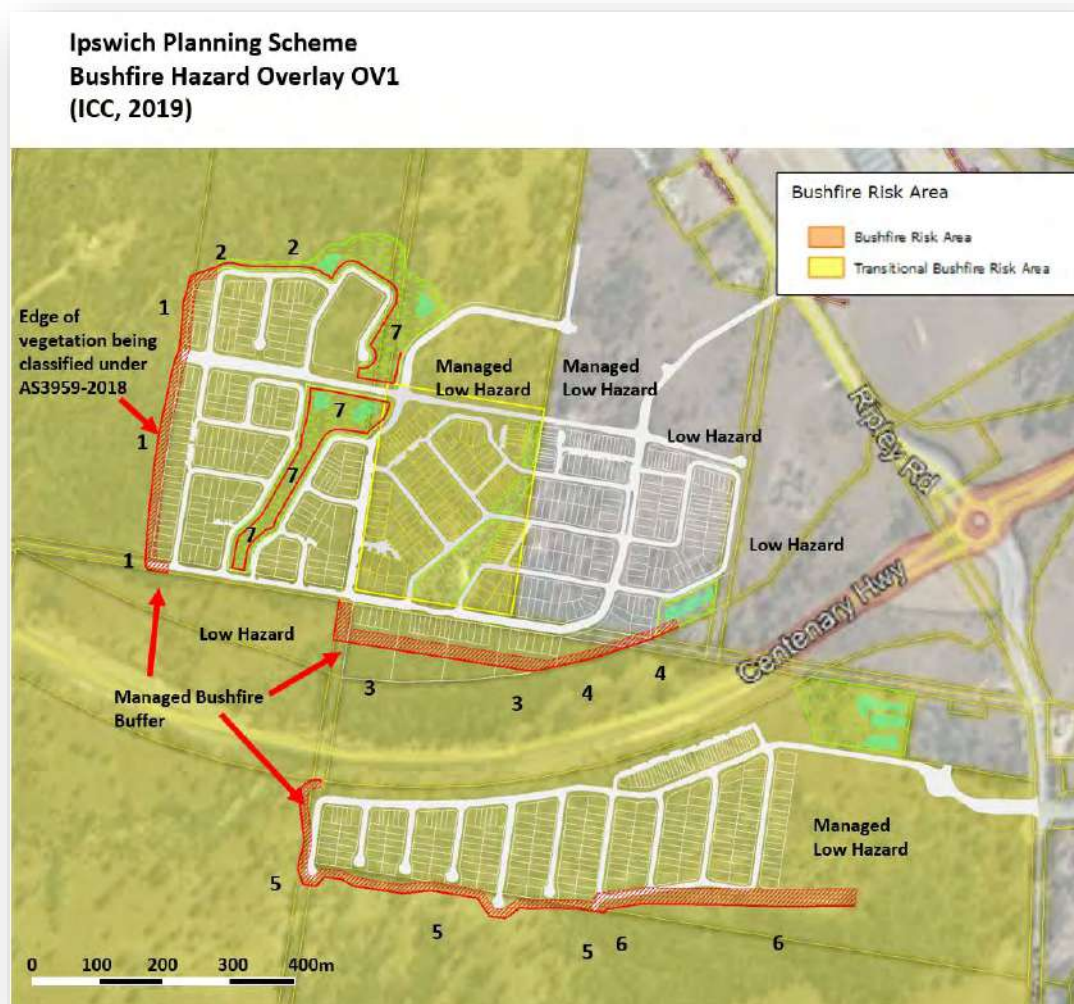 Ipswich Planning Scheme
Bushfire Hazard Overlay OV1
(ICC, 2019)
Bushfire Risk Area
Bushfire Risk Area
Transitional Bushfire Risk Area
2
2
1
Edge of
vegetation being
classified under
AS3959-2018
7
Managed
Low Hazard
Managed
Low Hazard
Ripley Rd
7
1
Low Hazard
7
7
Low Hazard
1
Low Hazard
Centenary Hwy
3
3
4
4
Managed Bushfire
Buffer
Managed
Low Hazard
5
5
5
6
6
0 100 200 300 400m